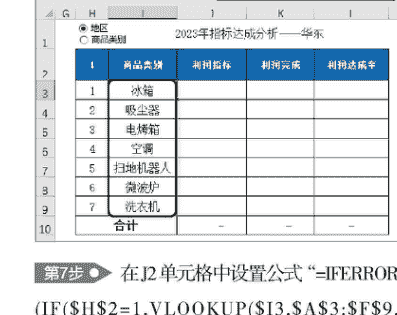 G H I J K L
地区
商品类别
2023年指标达成分析——华东
1
2 1 商品类别 利润指标 利润完成 利润达成率
3 1 冰箱
4 2 吸尘器
5 3 电烤箱
6 4 空调
7 5 扫地机器人
8 6 微波炉
9 7 洗衣机
10 合计 – – –
第7步 在J2单元格中设置公式“=IFERROR
(IF($H$2=1,VLOOKUP($I3,$A$3:$F$9,